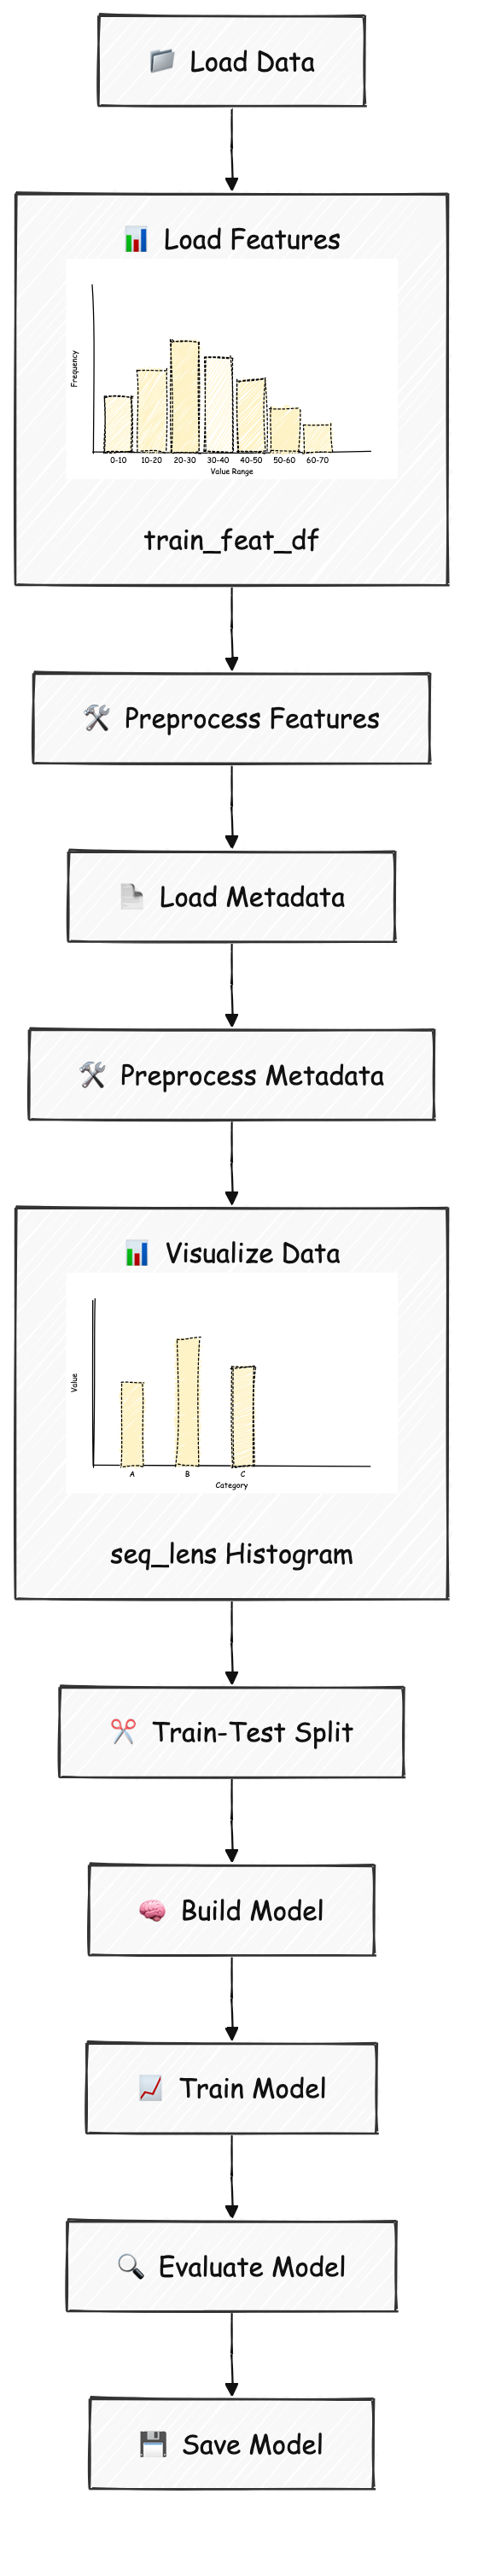 Load Data
Load Features
Frequency
0-10 10-20 20-30 30-40 40-50 50-60 60-70
Value Range
train_feat_df
Preprocess Features
Load Metadata
Preprocess Metadata
Visualize Data
Value
A B C
Category
seq_lens Histogram
Train-Test Split
Build Model
Train Model
Evaluate Model
Save Model